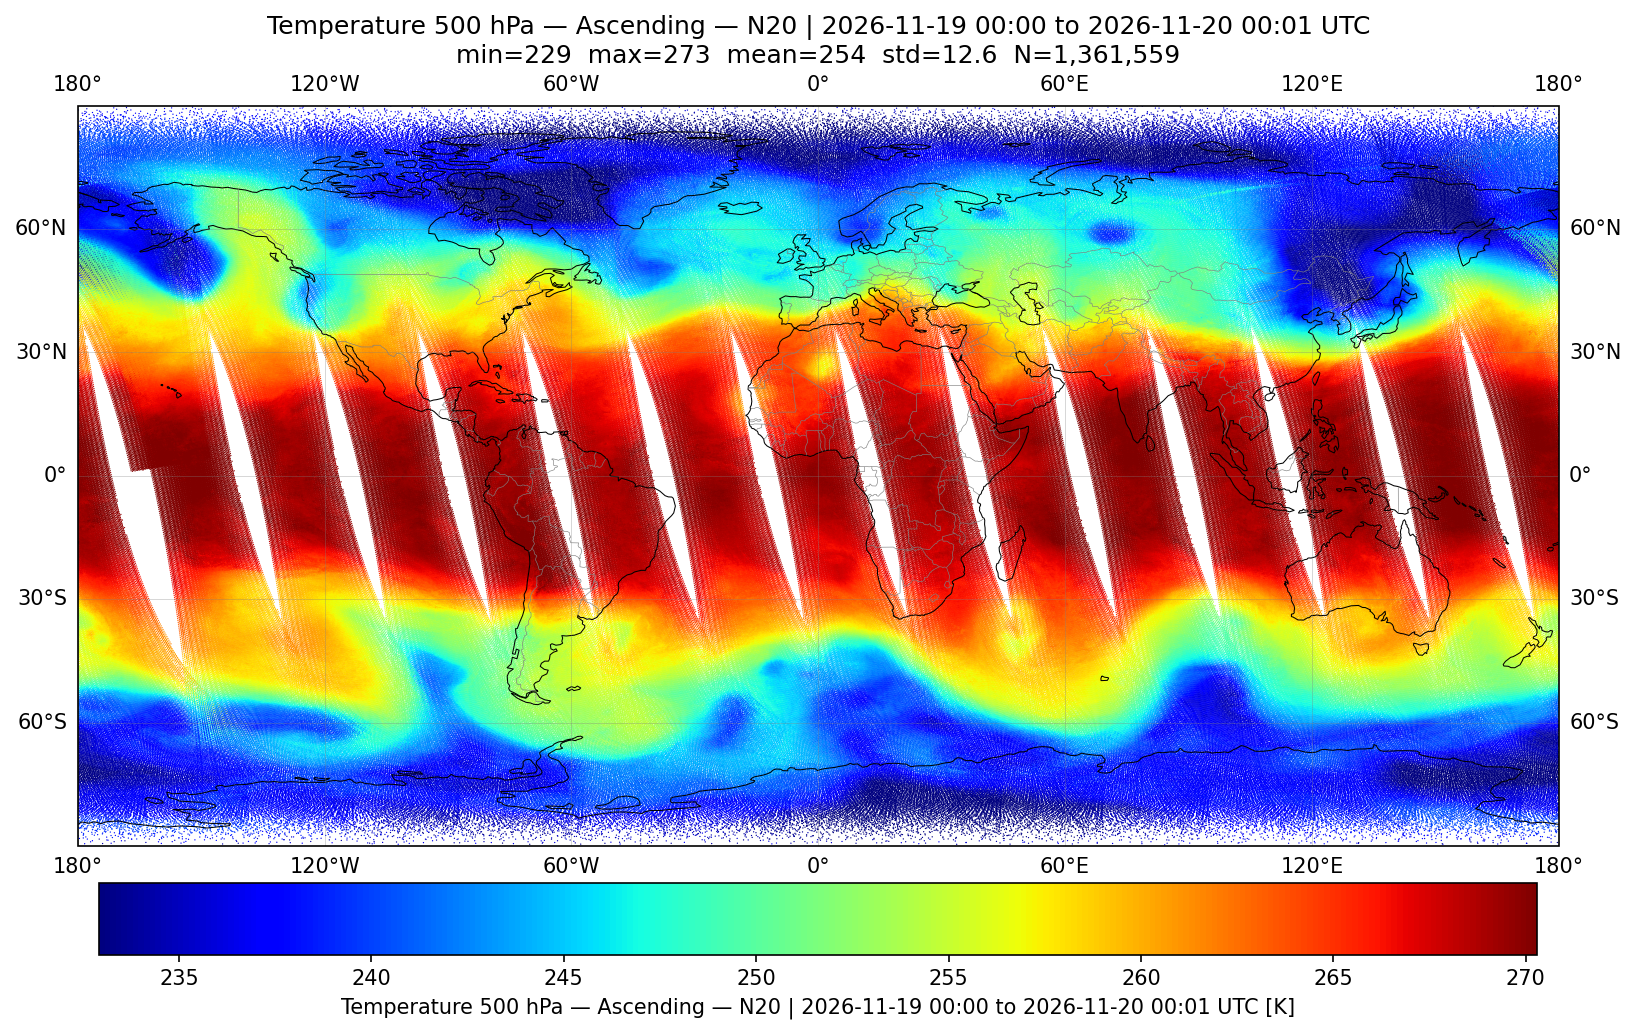 Temperature 500 hPa — Ascending — N20 | 2026-11-19 00:00 to 2026-11-20 00:01 UTC
min=229  max=273  mean=254  std=12.6  N=1,361,559
180° 120°W 60°W 0° 60°E 120°E 180°
60°N 60°N
30°N 30°N
0° 0°
30°S 30°S
60°S 60°S
180° 120°W 60°W 0° 60°E 120°E 180°
235 240 245 250 255 260 265 270
Temperature 500 hPa — Ascending — N20 | 2026-11-19 00:00 to 2026-11-20 00:01 UTC [K]